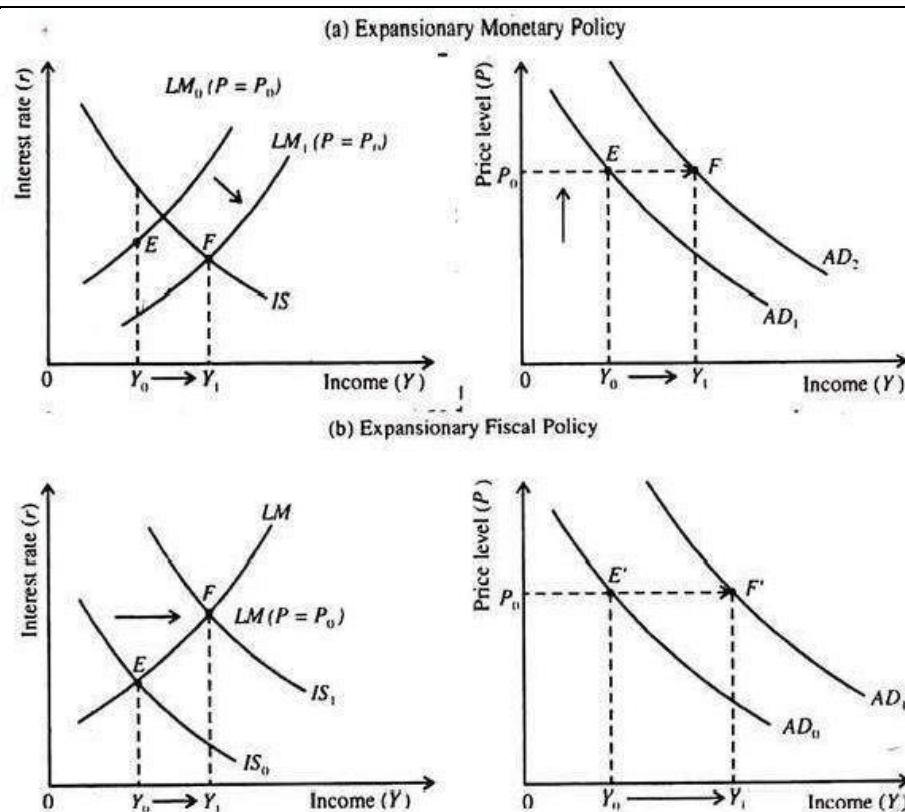 (a) Expansionary Monetary Policy
Interest rate (r)
LM₀ (P = P₀)
LM₁ (P = P₀)
E
F
IS
0
Y₀
Y₁
Income (Y)
Price level (P)
P₀
E
F
AD₂
AD₁
0
Y₀
Y₁
Income (Y)
(b) Expansionary Fiscal Policy
Interest rate (r)
LM
F
LM (P = P₀)
E
IS₁
IS₀
0
Y₀
Y₁
Income (Y)
Price level (P)
P₀
E'
F'
AD₀
0
Y₀
Y₁
Income (Y)